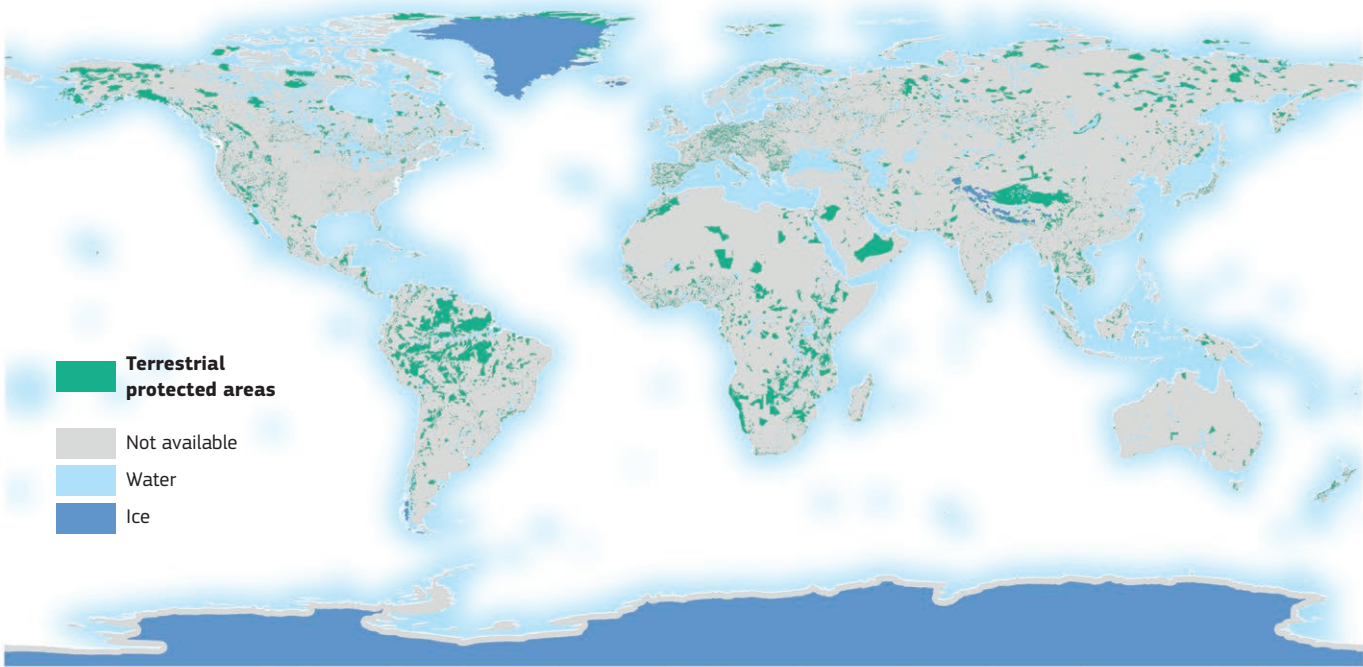 Terrestrial
protected areas
Not available
Water
Ice